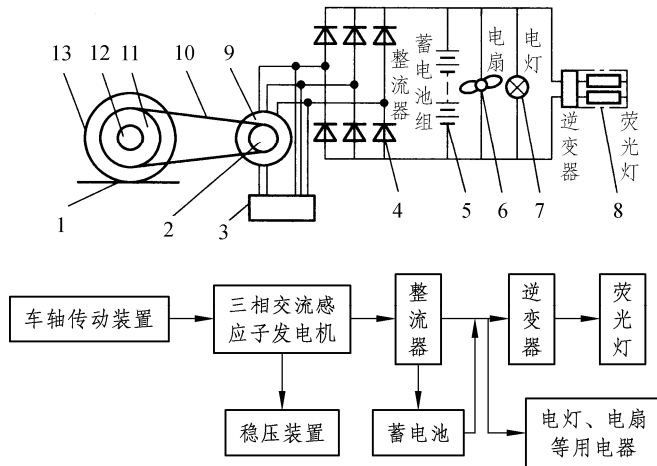 13
12
11
10
9
整流器
蓄电池组
电扇
电灯
逆变器
荧光灯
1
2
3
4
5
6
7
8
车轴传动装置
三相交流感
应子发电机
整流器
逆变器
荧光灯
稳压装置
蓄电池
电灯、电扇
等用电器